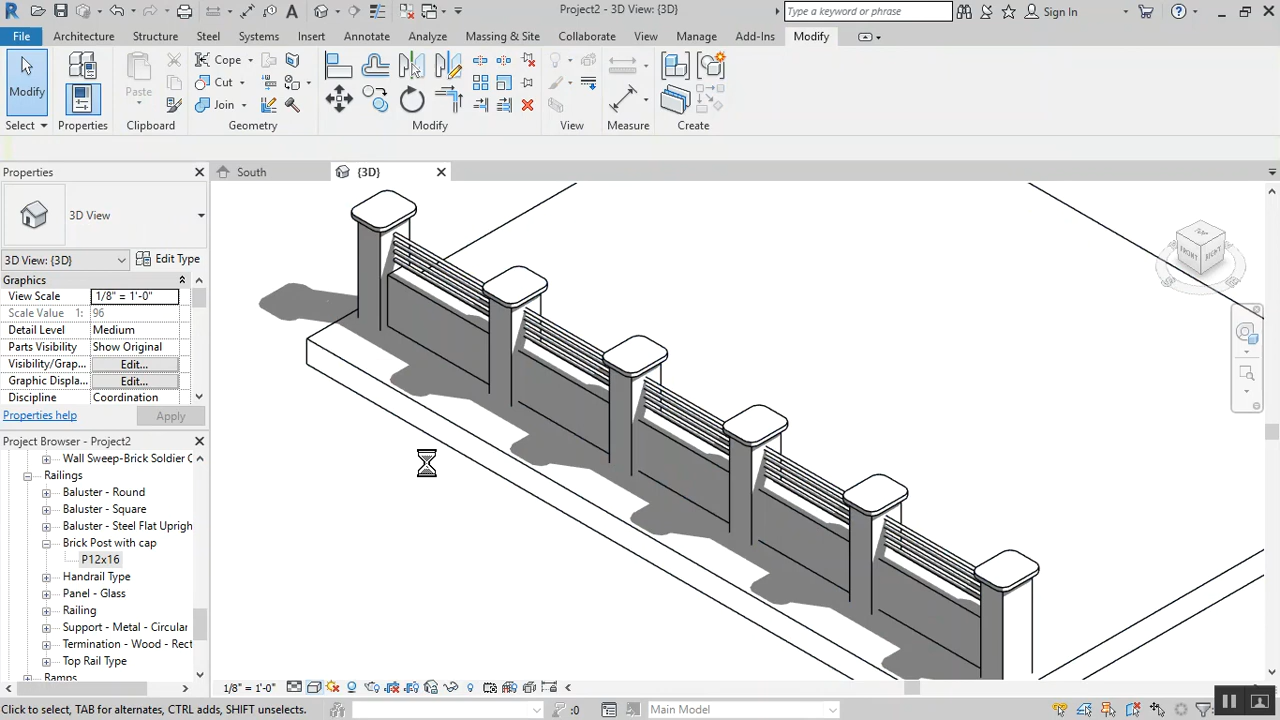 Project2 - 3D View: {3D}
Type a keyword or phrase
Sign In
File Architecture Structure Steel Systems Insert Annotate Analyze Massing & Site Collaborate View Manage Add-Ins Modify
Modify Paste Cope
Cut
Join
Select Properties Clipboard Geometry Modify View Measure Create
Properties
South {3D}
3D View
3D View: {3D} Edit Type
Graphics
View Scale 1/8" = 1'-0"
Scale Value 1: 96
Detail Level Medium
Parts Visibility Show Original
Visibility/Grap... Edit...
Graphic Displa... Edit...
Discipline Coordination
Properties help Apply
Project Browser - Project2
Wall Sweep-Brick Soldier C
Railings
Baluster - Round
Baluster - Square
Baluster - Steel Flat Uprigh
Brick Post with cap
P12x16
Handrail Type
Panel - Glass
Railing
Support - Metal - Circular
Termination - Wood - Rect
Top Rail Type
Ramps
FRONT RIGHT
1/8" = 1'-0"
Click to select, TAB for alternates, CTRL adds, SHIFT unselects.
:0
Main Model